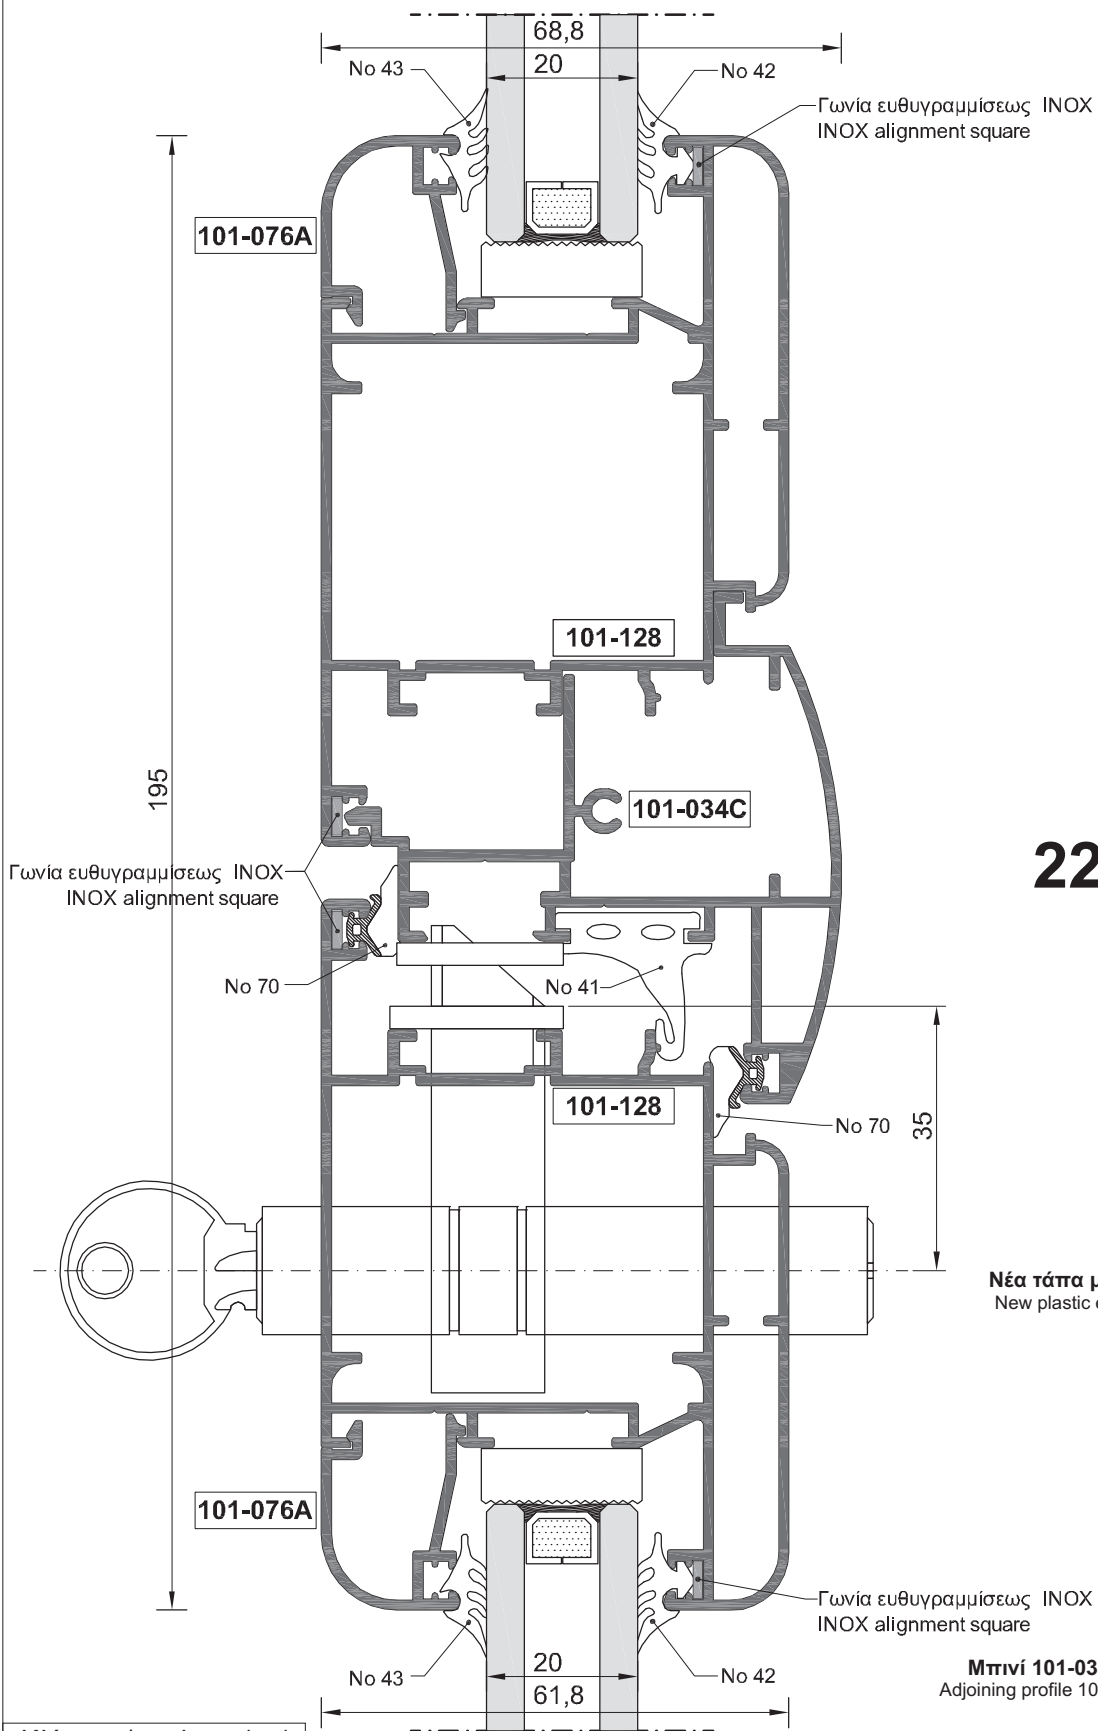 68,8
20
No 43
No 42
Γωνία ευθυγραμμίσεως INOX
INOX alignment square
101-076A
101-128
195
101-034C
22
Γωνία ευθυγραμμίσεως INOX
INOX alignment square
No 70
No 41
101-128
No 70
35
Νέα τάπα
New plastic
101-076A
Γωνία ευθυγραμμίσεως INOX
INOX alignment square
No 43
20
No 42
61,8
Μπινί 101-03
Adjoining profile 10